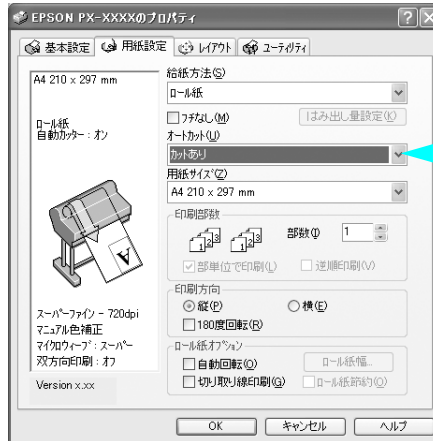 EPSON PX-XXXXのプロパティ
基本設定 用紙設定 レイアウト ユーティリティ
A4 210 x 297 mm
ロール紙
自動カッター : オン
A
スーパーファイン - 720dpi
マニュアル色補正
マイクロウィーブ : スーパー
双方向印刷 : オフ
Version x.xx
給紙方法(S)
ロール紙
フチなし(M) はみ出し量設定(K)
オートカット(U)
カットあり
用紙サイズ(Z)
A4 210 x 297 mm
印刷部数
1 2 3 1 2 3 部数(I) 1
部単位で印刷(L) 逆順印刷(V)
印刷方向
縦(P) 横(E)
180度回転(R)
ロール紙オプション
自動回転(O) ロール紙幅...
切り取り線印刷(G) ロール紙節約(O)
OK キャンセル ヘルプ